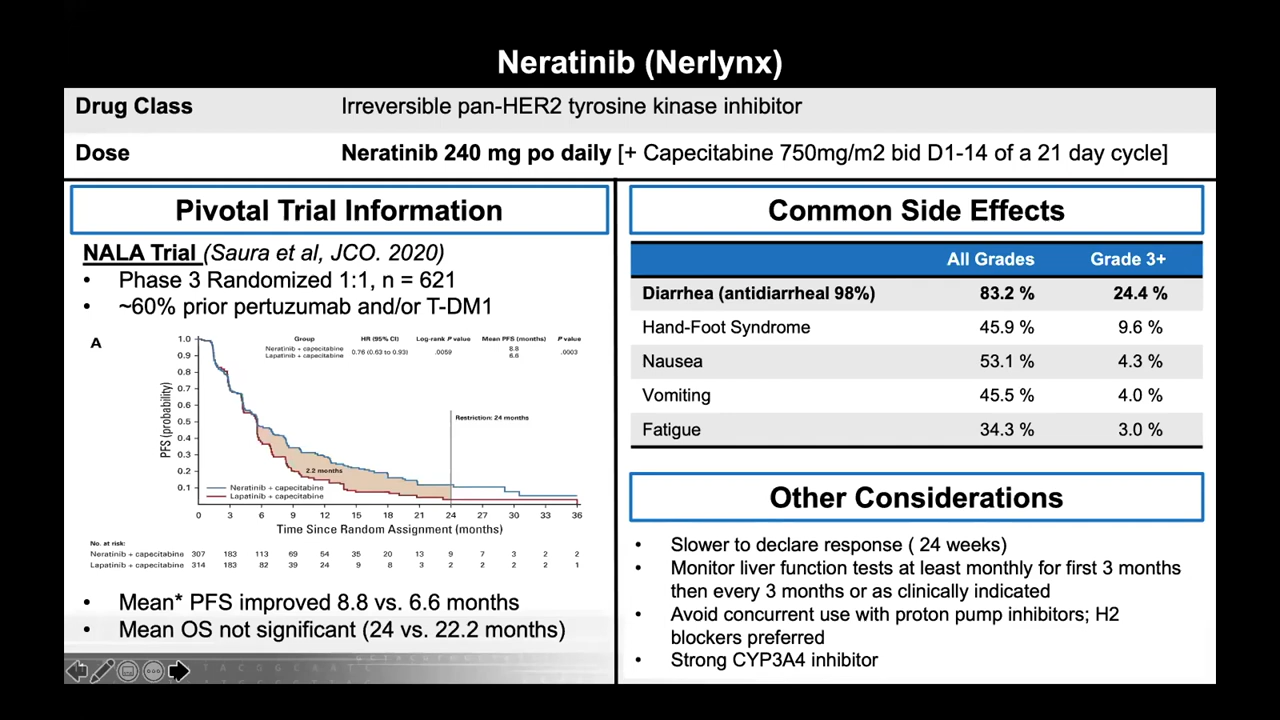 Neratinib (Nerlynx)
Drug Class Irreversible pan-HER2 tyrosine kinase inhibitor
Dose Neratinib 240 mg po daily [+ Capecitabine 750mg/m2 bid D1-14 of a 21 day cycle]
Pivotal Trial Information
NALA Trial (Saura et al, JCO. 2020)
• Phase 3 Randomized 1:1, n = 621
• ~60% prior pertuzumab and/or T-DM1
A
Group HR (95% CI) Log-rank P value Mean PFS (months) P value
Neratinib + capecitabine 8.8
0.76 (0.63 to 0.93) .0059 .0003
Lapatinib + capecitabine 6.6
PFS (probability)
1.0
0.9
0.8
0.7
0.6
0.5
0.4
0.3
0.2
0.1
Restriction: 24 months
2.2 months
Neratinib + capecitabine
Lapatinib + capecitabine
0 3 6 9 12 15 18 21 24 27 30 33 36
Time Since Random Assignment (months)
No. at risk:
Neratinib + capecitabine 307 183 113 69 54 35 20 13 9 7 3 2 2
Lapatinib + capecitabine 314 183 82 39 24 9 8 3 2 2 2 2 1
• Mean* PFS improved 8.8 vs. 6.6 months
• Mean OS not significant (24 vs. 22.2 months)
Common Side Effects
All Grades Grade 3+
Diarrhea (antidiarrheal 98%) 83.2 % 24.4 %
Hand-Foot Syndrome 45.9 % 9.6 %
Nausea 53.1 % 4.3 %
Vomiting 45.5 % 4.0 %
Fatigue 34.3 % 3.0 %
Other Considerations
• Slower to declare response ( 24 weeks)
• Monitor liver function tests at least monthly for first 3 months
then every 3 months or as clinically indicated
• Avoid concurrent use with proton pump inhibitors; H2
blockers preferred
• Strong CYP3A4 inhibitor